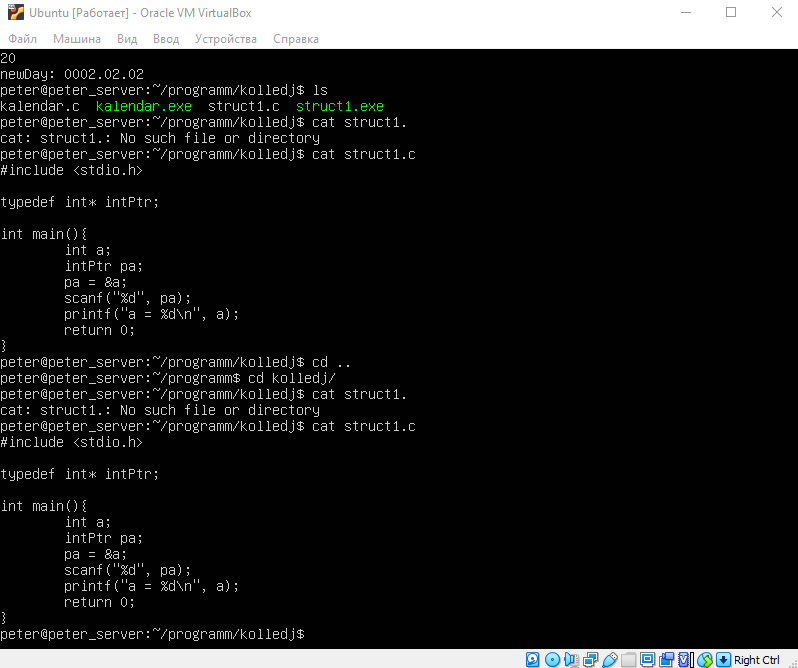 Ubuntu [Работает] - Oracle VM VirtualBox
Файл Машина Вид Ввод Устройства Справка
20
newDay: 0002.02.02
peter@peter_server:~/programm/kolledj$ ls
kalendar.c kalendar.exe struct1.c struct1.exe
peter@peter_server:~/programm/kolledj$ cat struct1.
cat: struct1.: No such file or directory
peter@peter_server:~/programm/kolledj$ cat struct1.c
#include <stdio.h>
typedef int* intPtr;
int main(){
int a;
intPtr pa;
pa = &a;
scanf("%d", pa);
printf("a = %d\n", a);
return 0;
}
peter@peter_server:~/programm/kolledj$ cd ..
peter@peter_server:~/programm$ cd kolledj/
peter@peter_server:~/programm/kolledj$ cat struct1.
cat: struct1.: No such file or directory
peter@peter_server:~/programm/kolledj$ cat struct1.c
#include <stdio.h>
typedef int* intPtr;
int main(){
int a;
intPtr pa;
pa = &a;
scanf("%d", pa);
printf("a = %d\n", a);
return 0;
}
peter@peter_server:~/programm/kolledj$
Right Ctrl